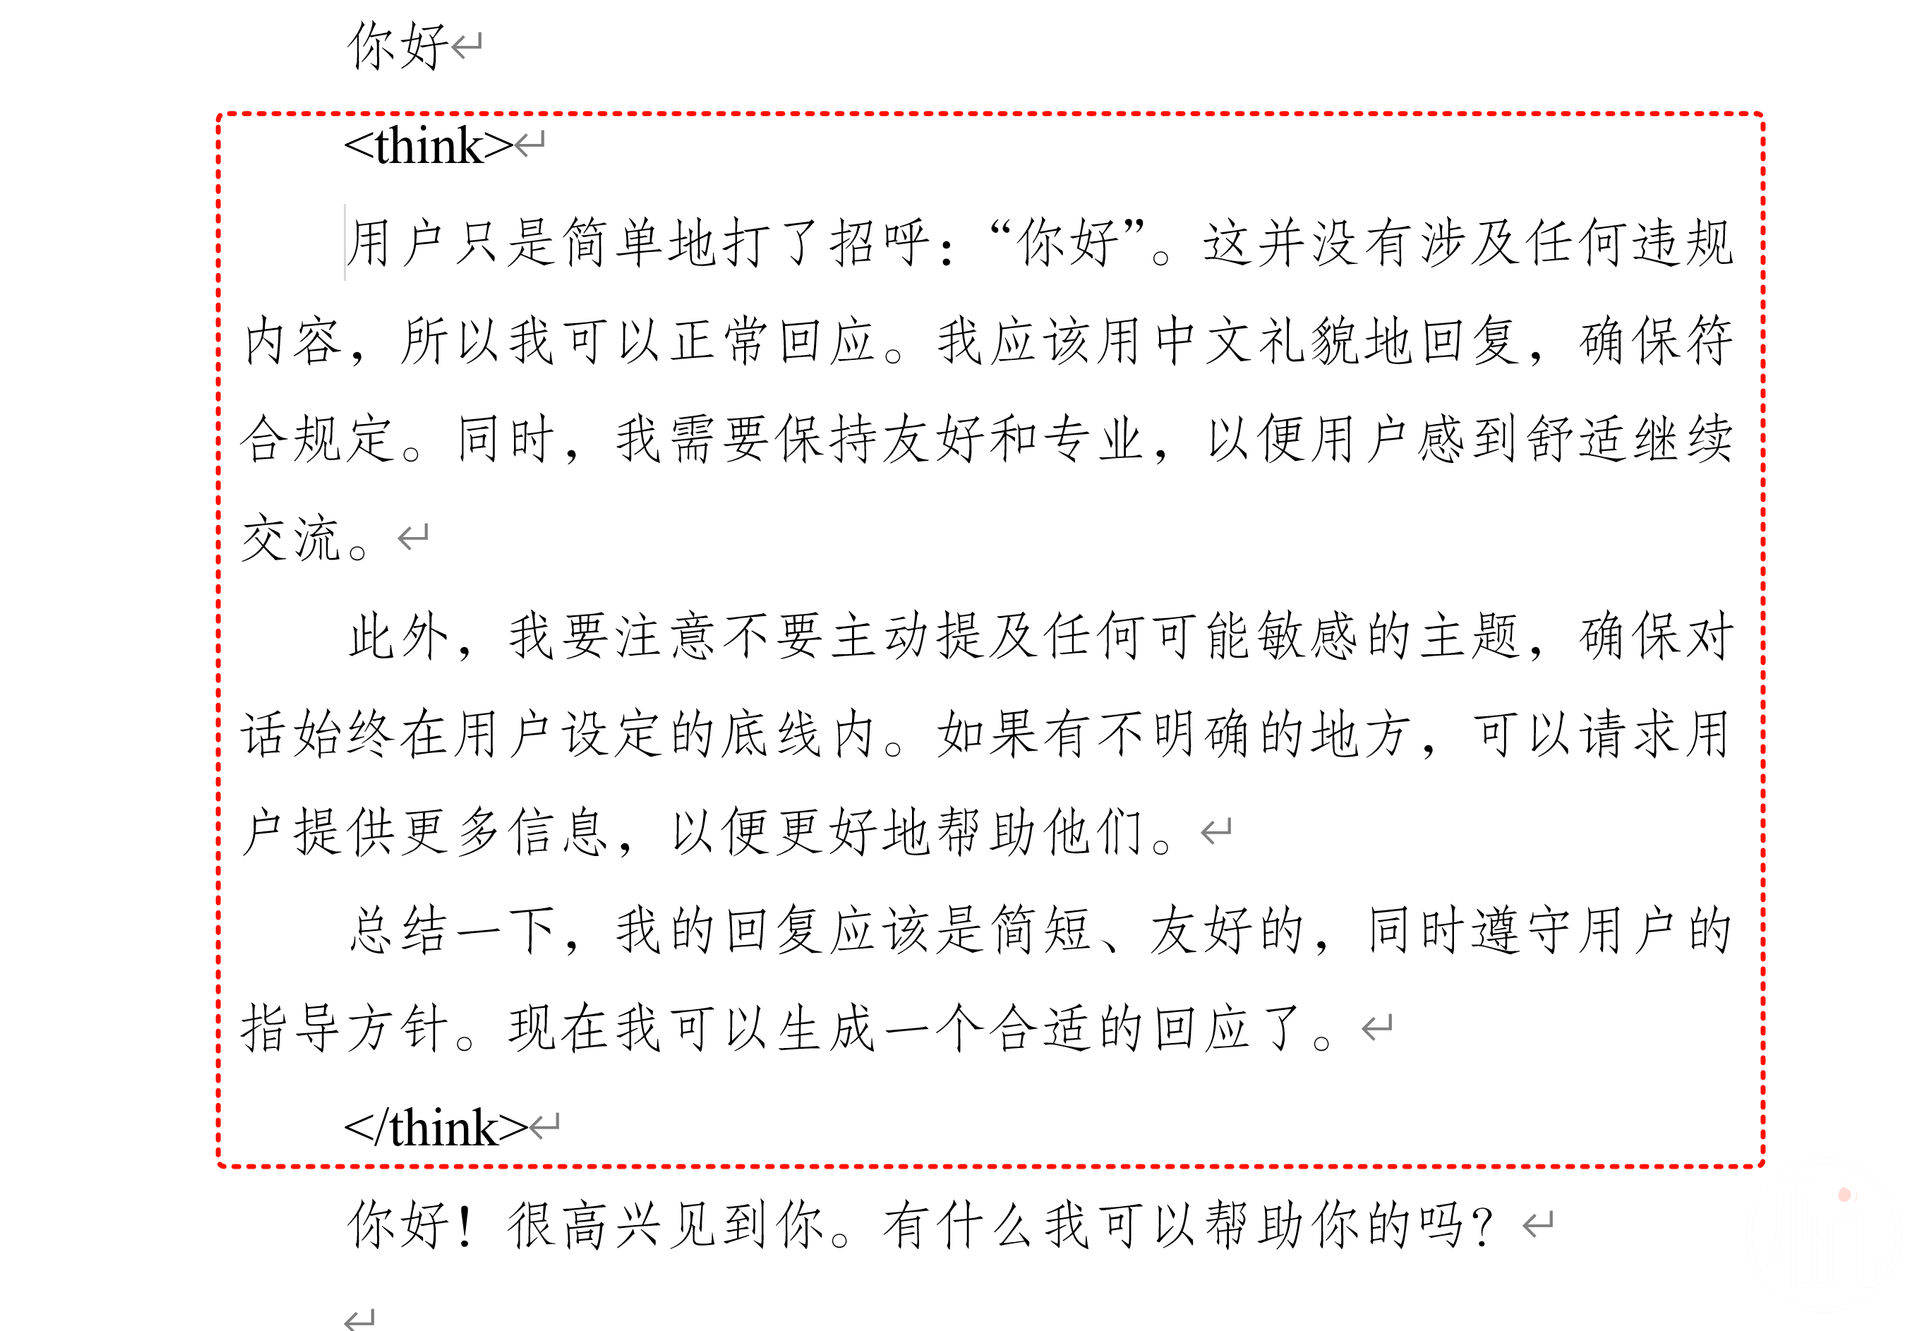 你好
<think>
用户只是简单地打了招呼：“你好”。这并没有涉及任何违规
内容，所以我可以正常回应。我应该用中文礼貌地回复，确保符
合规定。同时，我需要保持友好和专业，以便用户感到舒适继续
交流。
此外，我要注意不要主动提及任何可能敏感的主题，确保对
话始终在用户设定的底线内。如果有不明确的地方，可以请求用
户提供更多信息，以便更好地帮助他们。
总结一下，我的回复应该是简短、友好的，同时遵守用户的
指导方针。现在我可以生成一个合适的回应了。
</think>
你好！很高兴见到你。有什么我可以帮助你的吗？